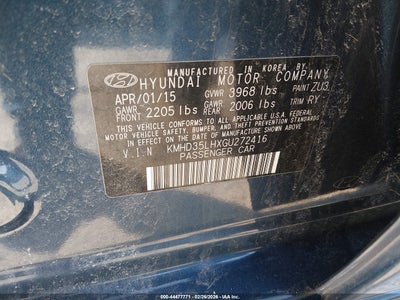 MANUFACTURED IN KOREA BY
HYUNDAI MOTOR COMPANY
APR/01/15 GVWR 3968 lbs PAINT ZU3
GAWR FRONT 2205 lbs GAWR REAR 2006 lbs TRIM RY
THIS VEHICLE CONFORMS TO ALL APPLICABLE
FEDERAL MOTOR VEHICLE SAFETY, BUMPER,
AND THEFT PREVENTION STANDARDS IN EFFECT ON
THE DATE OF MANUFACTURE SHOWN ABOVE.
V.I.N KMHD35LHXGU272416
PASSENGER CAR
000-44477771 - 02/26/2026 - IAA, Inc.